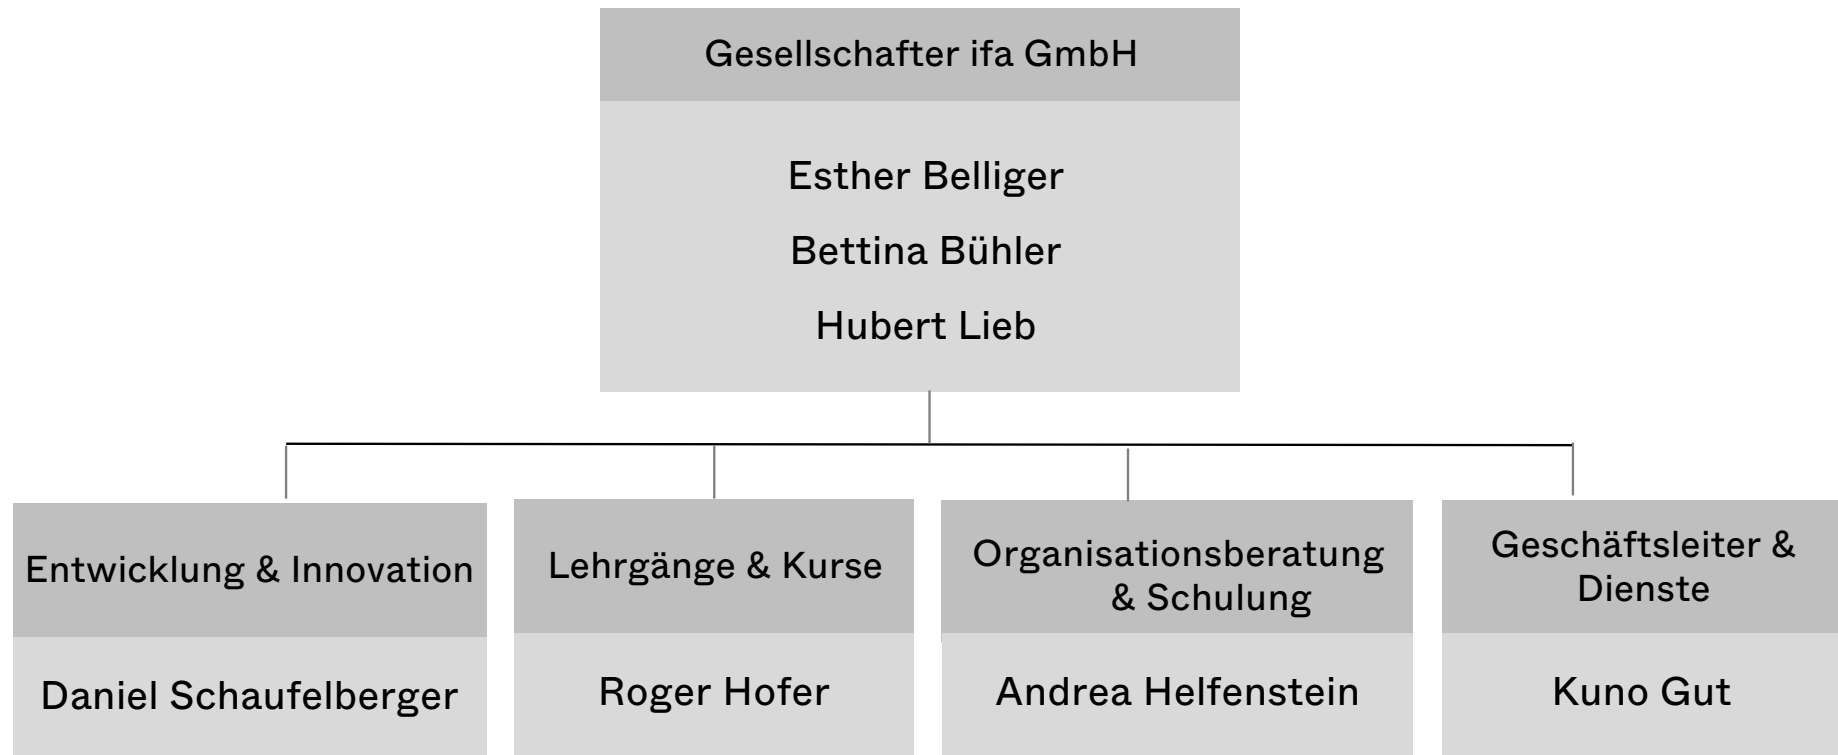 Gesellschafter ifa GmbH
Esther Belliger
Bettina Bühler
Hubert Lieb
Entwicklung & Innovation
Daniel Schaufelberger
Lehrgänge & Kurse
Roger Hofer
Organisationsberatung
& Schulung
Andrea Helfenstein
Geschäftsleiter &
Dienste
Kuno Gut